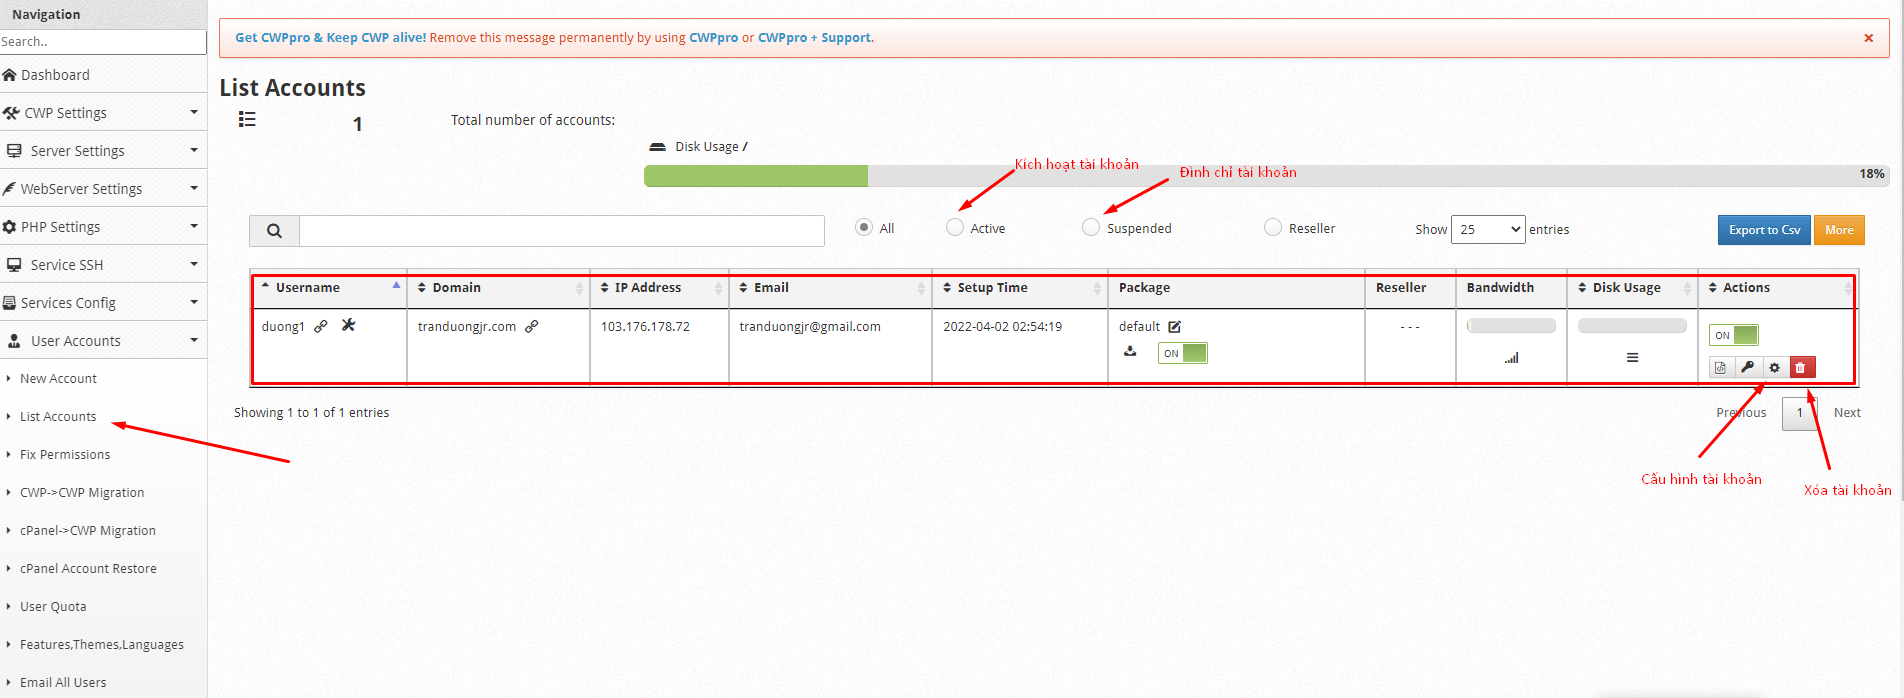 Navigation
Search..
Dashboard
CWP Settings
Server Settings
WebServer Settings
PHP Settings
Service SSH
Services Config
User Accounts
New Account
List Accounts
Fix Permissions
CWP->CWP Migration
cPanel->CWP Migration
cPanel Account Restore
User Quota
Features,Themes,Languages
Email All Users
Get CWPpro & Keep CWP alive! Remove this message permanently by using CWPpro or CWPpro + Support.
List Accounts
1 Total number of accounts:
Disk Usage /
18%
Kích hoạt tài khoản
Đình chỉ tài khoản
All Active Suspended Reseller Show 25 entries Export to Csv More
Username Domain IP Address Email Setup Time Package Reseller Bandwidth Disk Usage Actions
duong1 tranduongjr.com 103.176.178.72 tranduongjr@gmail.com 2022-04-02 02:54:19 default - - - ON
ON
Showing 1 to 1 of 1 entries Previous 1 Next
Cấu hình tài khoản
Xóa tài khoản